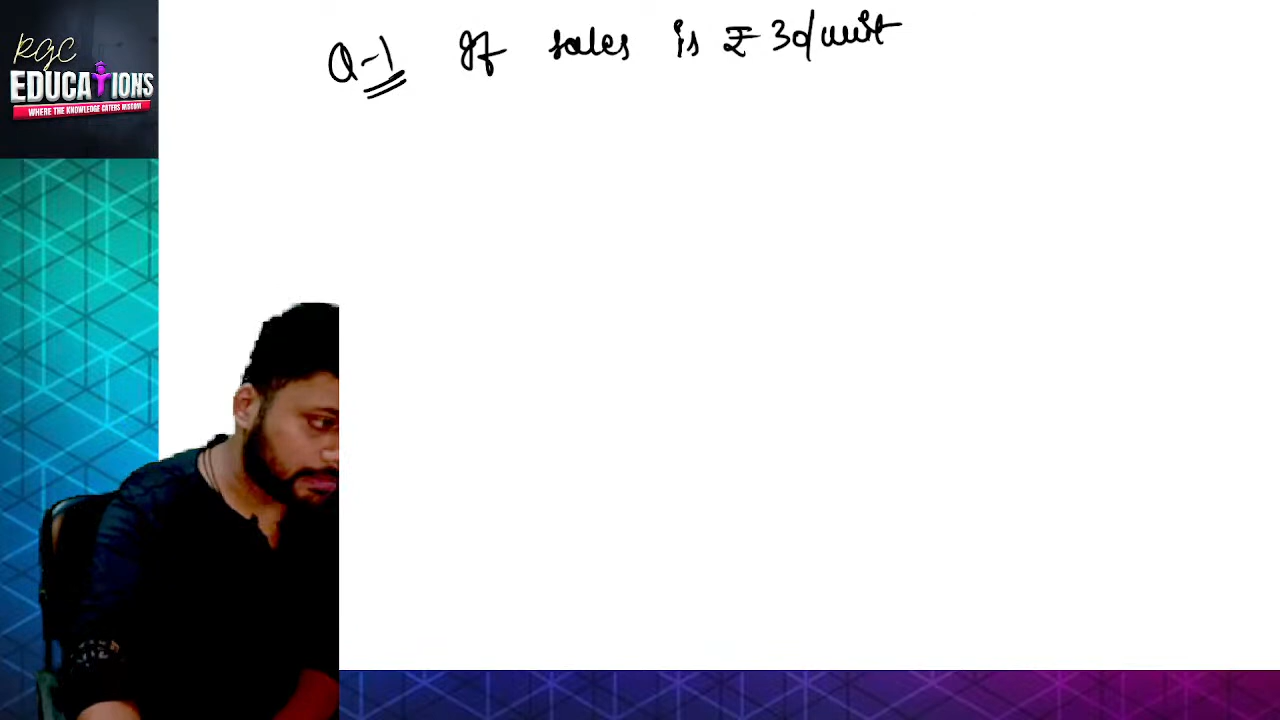 RGC
EDUCATIONS
WHERE THE KNOWLEDGE CATERS WISDOM
Q-1 If sales is ₹ 30/unit